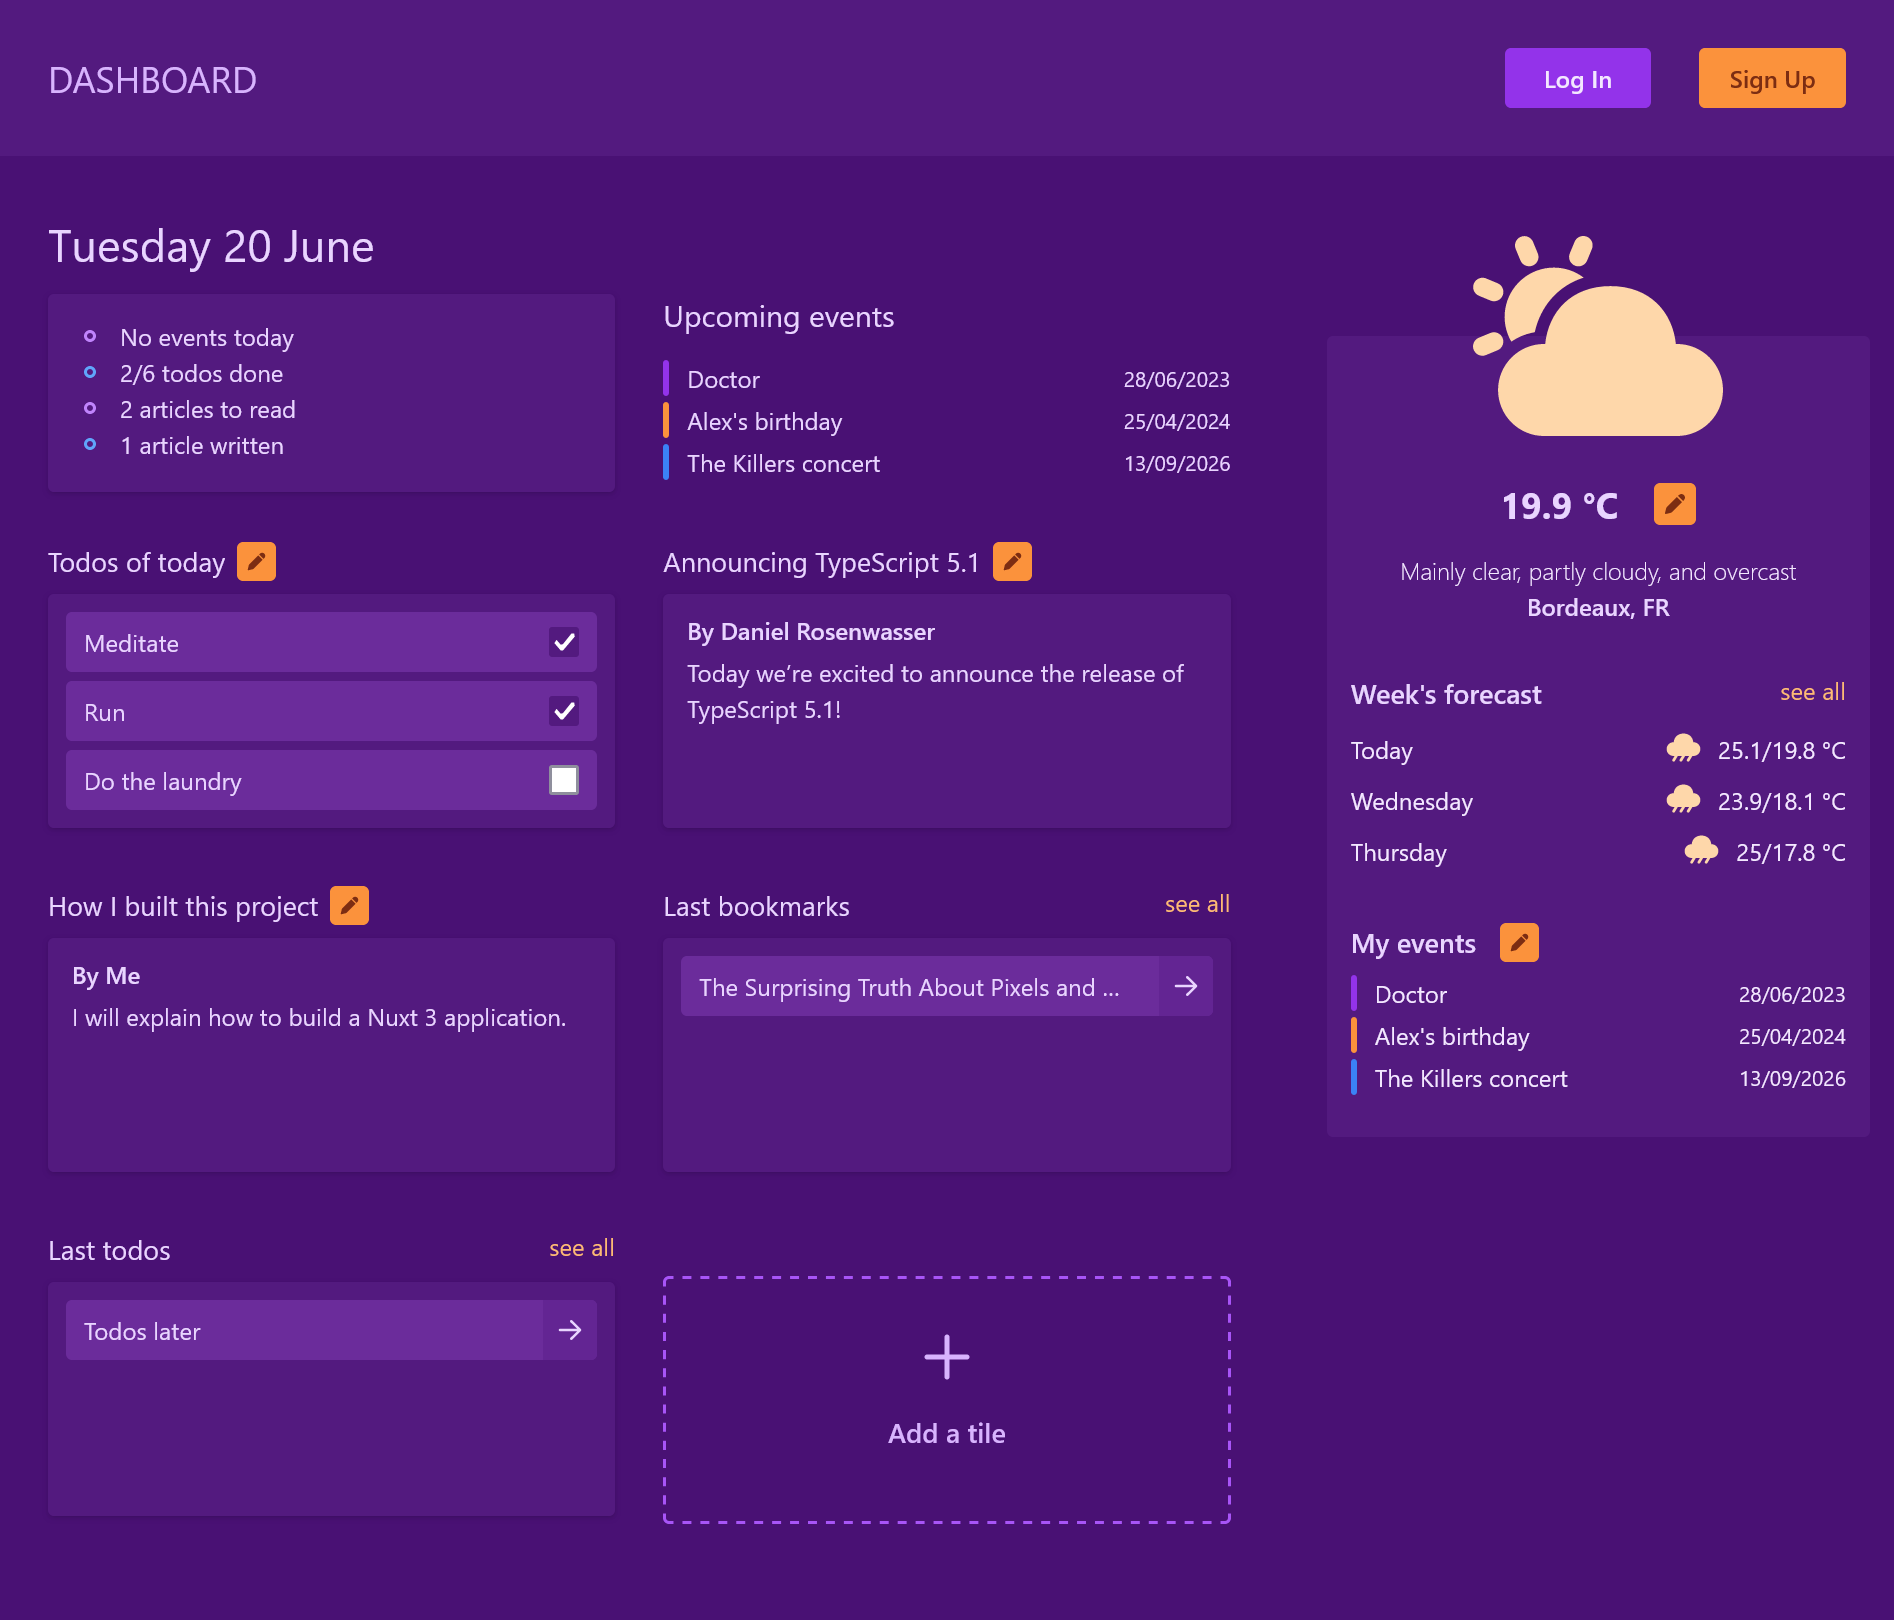 DASHBOARD
Log In
Sign Up
Tuesday 20 June
No events today
2/6 todos done
2 articles to read
1 article written
Upcoming events
Doctor 28/06/2023
Alex's birthday 25/04/2024
The Killers concert 13/09/2026
Todos of today
Meditate
Run
Do the laundry
Announcing TypeScript 5.1
By Daniel Rosenwasser
Today we’re excited to announce the release of
TypeScript 5.1!
How I built this project
By Me
I will explain how to build a Nuxt 3 application.
Last bookmarks see all
The Surprising Truth About Pixels and ...
Last todos see all
Todos later
Add a tile
19.9 °C
Mainly clear, partly cloudy, and overcast
Bordeaux, FR
Week's forecast see all
Today 25.1/19.8 °C
Wednesday 23.9/18.1 °C
Thursday 25/17.8 °C
My events
Doctor 28/06/2023
Alex's birthday 25/04/2024
The Killers concert 13/09/2026